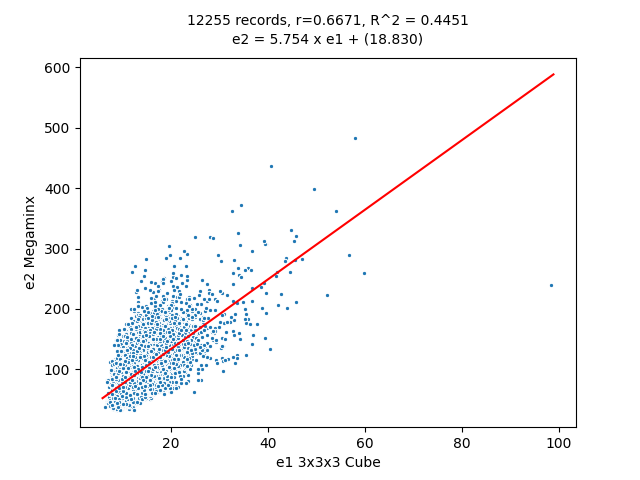 12255 records, r=0.6671, R^2 = 0.4451
e2 = 5.754 x e1 + (18.830)
600
500
400
300
200
100
e2 Megaminx
20 40 60 80 100
e1 3x3x3 Cube